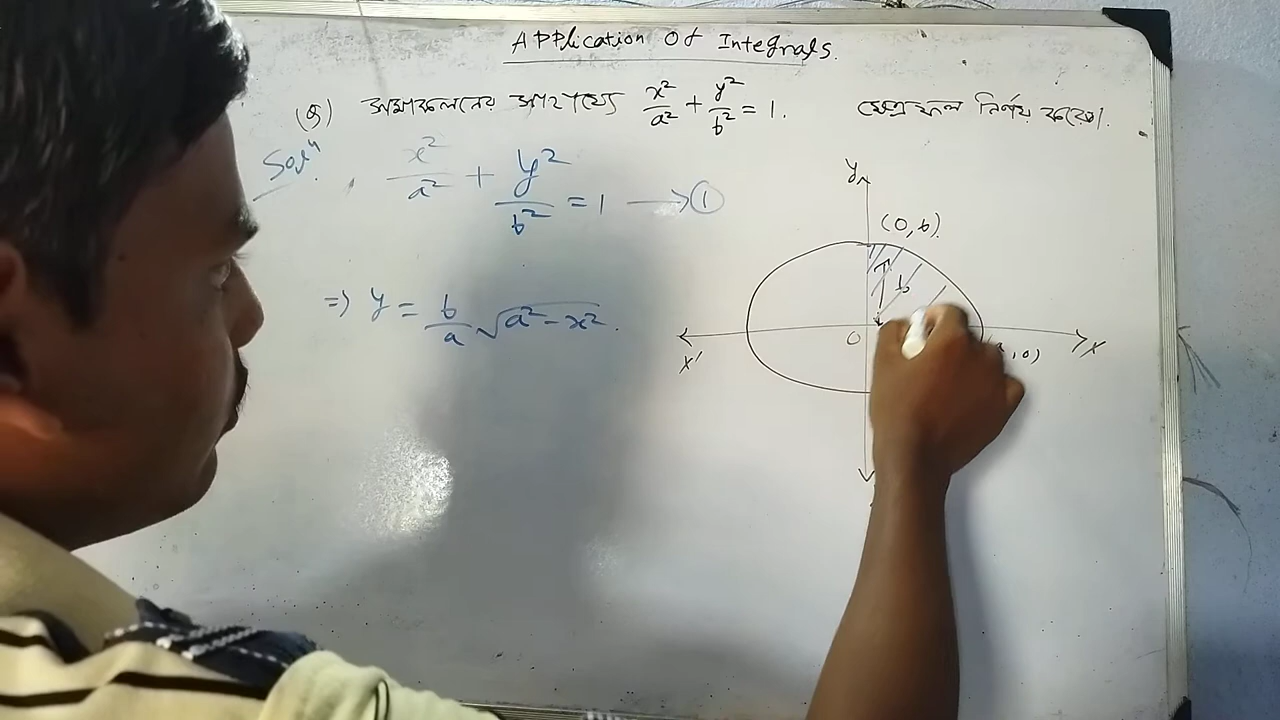 Application Of Integrals.
(Q) সমাকলনের সাহায্যে x²/a² + y²/b² = 1. ক্ষেত্রফল নির্ণয় করো।
Solⁿ. x²/a² + y²/b² = 1 → ①
⇒ y = b/a √a² - x².
y
(0, b)
b
O
x'
x
, 0)